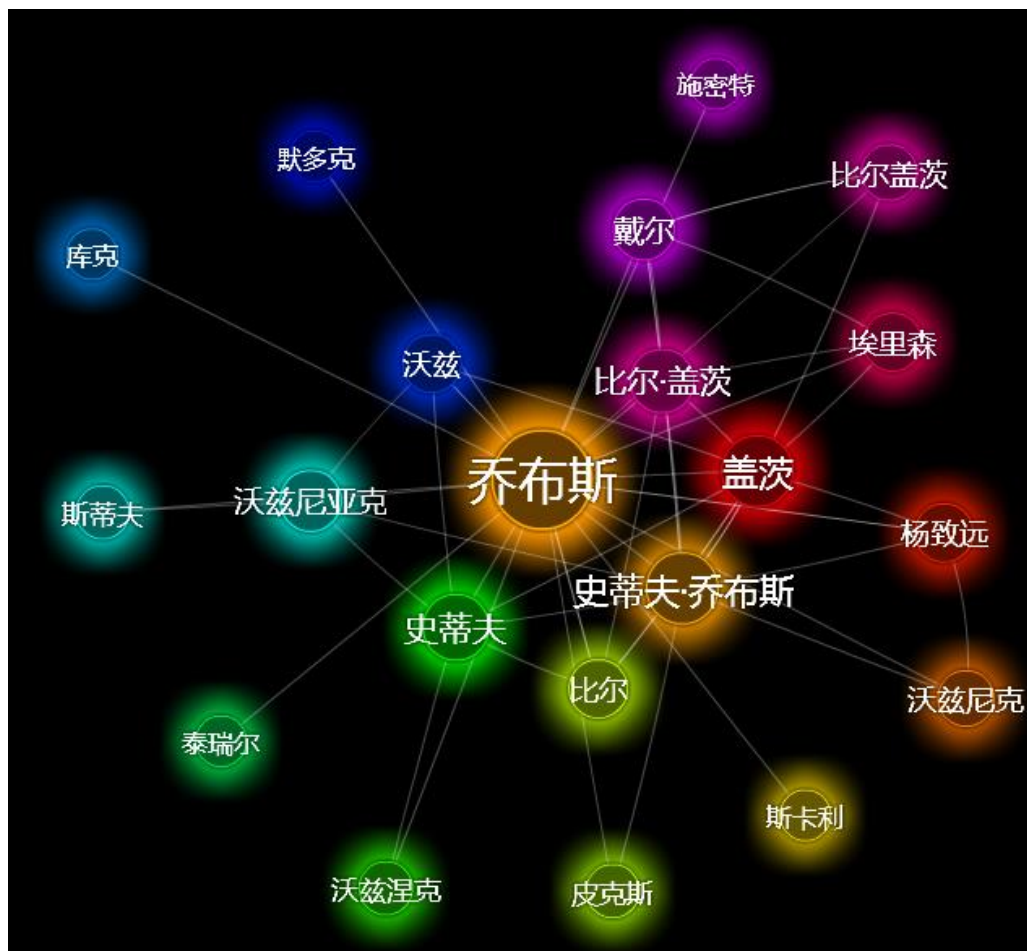 施密特
默多克
比尔盖茨
戴尔
库克
埃里森
沃兹
比尔·盖茨
乔布斯
盖茨
沃兹尼亚克
斯蒂夫
杨致远
史蒂夫·乔布斯
史蒂夫
比尔
沃兹尼克
泰瑞尔
斯卡利
沃兹涅克
皮克斯